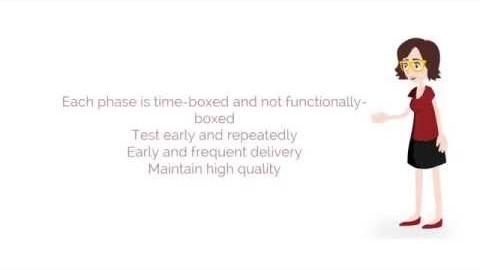 Each phase is time-boxed and not functionally-
boxed
Test early and repeatedly
Early and frequent delivery
Maintain high quality